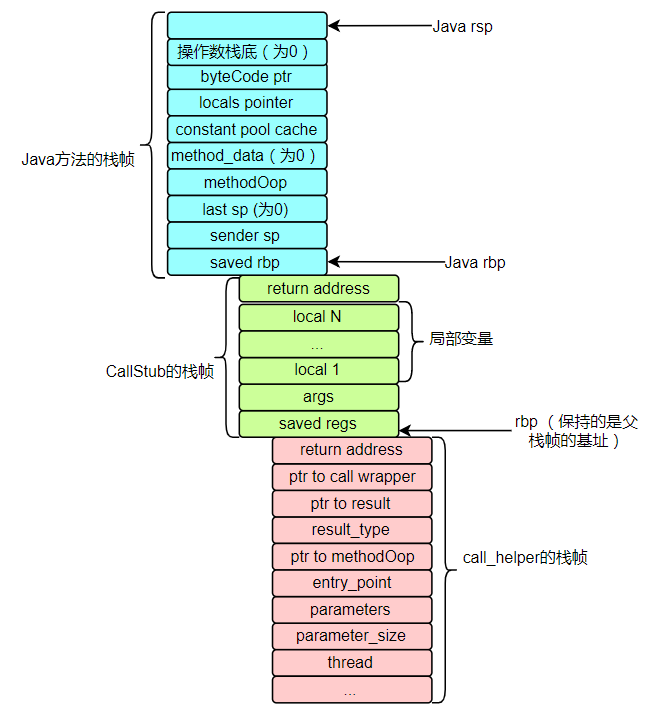 Java rsp
操作数栈底（为0）
byteCode ptr
locals pointer
constant pool cache
Java方法的栈帧
method_data（为0）
methodOop
last sp (为0)
sender sp
saved rbp
Java rbp
return address
local N
局部变量
...
CallStub的栈帧
local 1
args
saved regs
rbp （保持的是父
栈帧的基址）
return address
ptr to call wrapper
ptr to result
result_type
ptr to methodOop
call_helper的栈帧
entry_point
parameters
parameter_size
thread
...